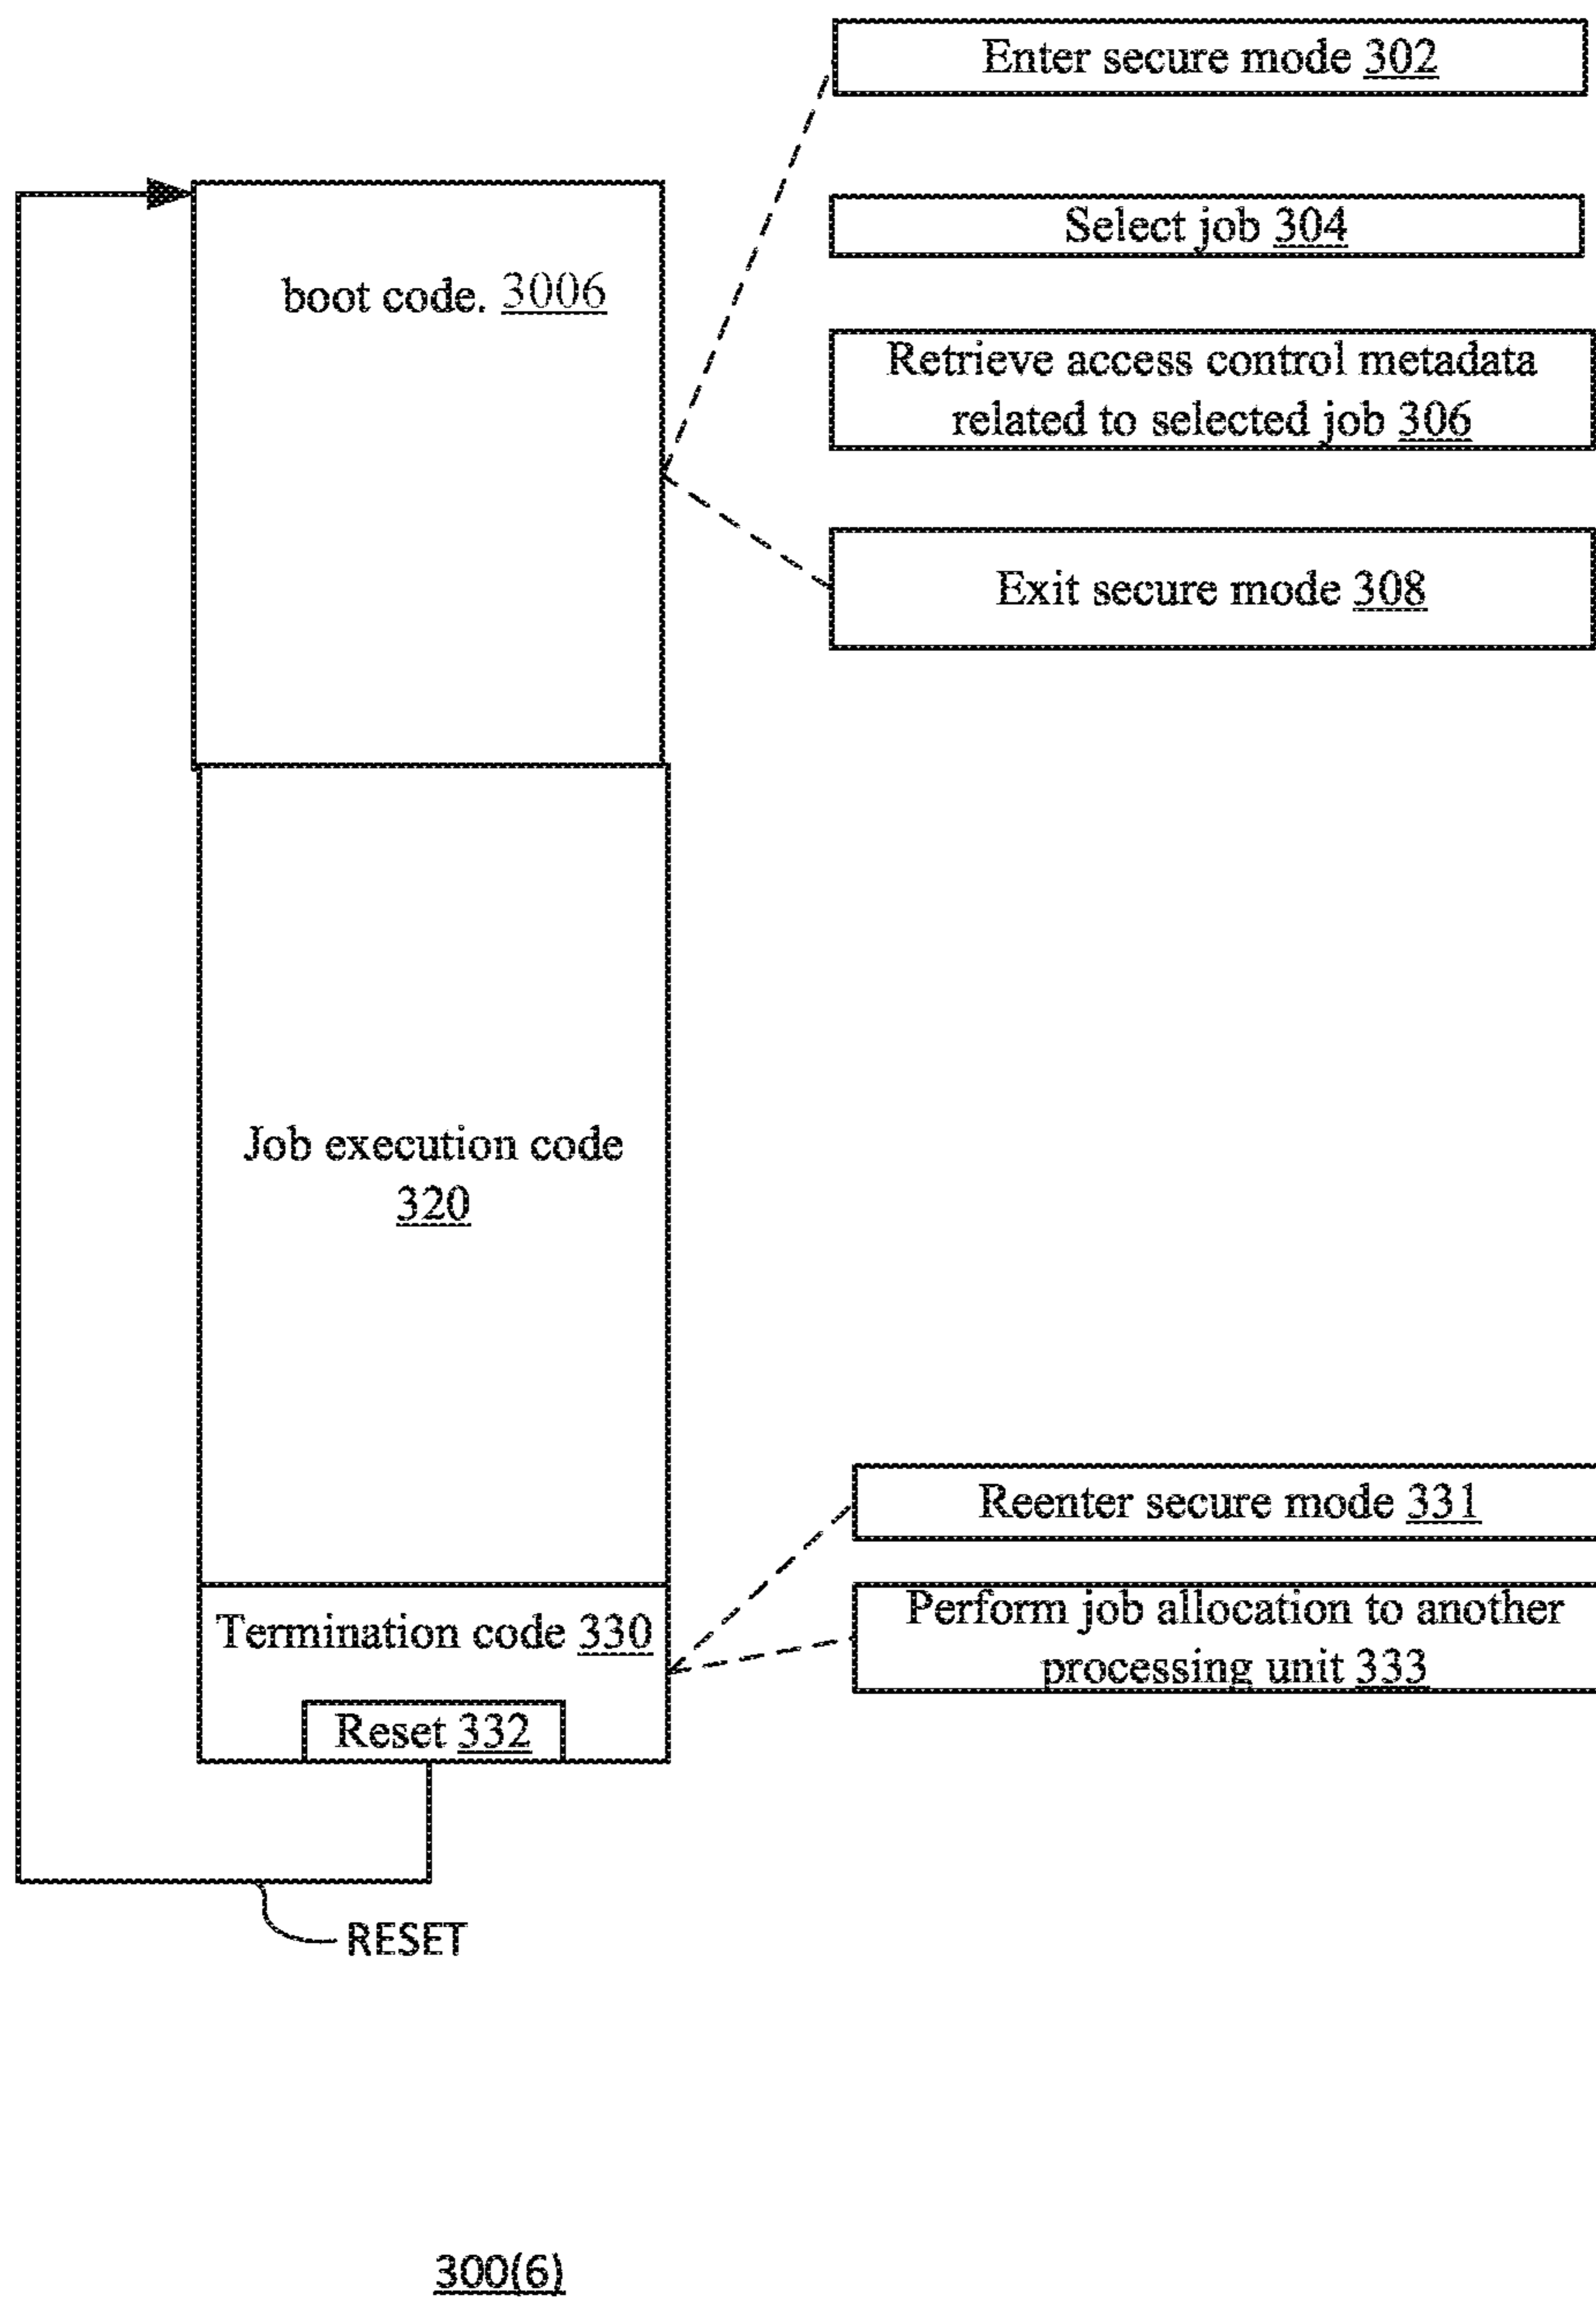 Enter secure mode 302
Select job 304
boot code. 3006
Retrieve access control metadata
related to selected job 306
Exit secure mode 308
Job execution code
320
Reenter secure mode 331
Perform job allocation to another
processing unit 333
Termination code 330
Reset 332
RESET
300(6)